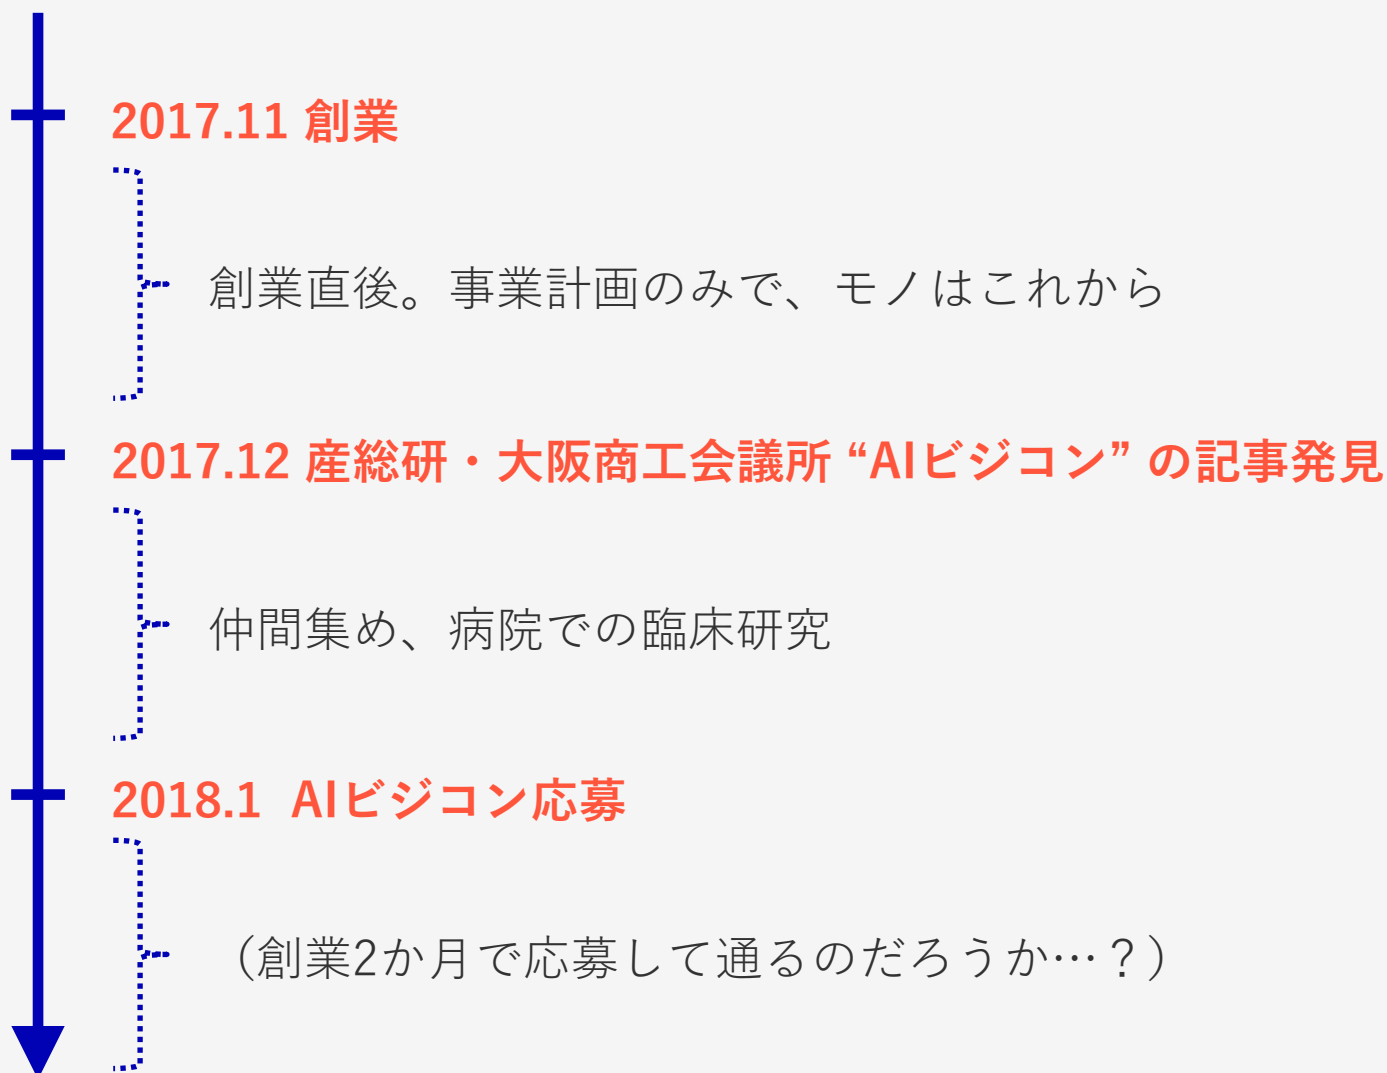 2017.11 創業
創業直後。事業計画のみで、モノはこれから
2017.12 産総研・大阪商工会議所 “AIビジコン” の記事発見
仲間集め、病院での臨床研究
2018.1 AIビジコン応募
（創業2か月で応募して通るのだろうか…？）